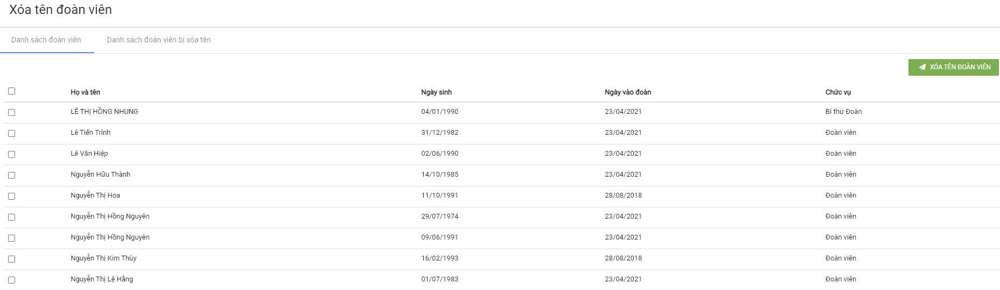 Xóa tên đoàn viên
Danh sách đoàn viên Danh sách đoàn viên bị xóa tên
XÓA TÊN ĐOÀN VIÊN
Họ và tên Ngày sinh Ngày vào đoàn Chức vụ
LÊ THỊ HỒNG NHUNG 04/01/1990 23/04/2021 Bí thư Đoàn
Lê Tiến Trình 31/12/1982 23/04/2021 Đoàn viên
Lê Văn Hiệp 02/06/1990 23/04/2021 Đoàn viên
Nguyễn Hữu Thành 14/10/1985 23/04/2021 Đoàn viên
Nguyễn Thị Hoa 11/10/1991 28/08/2018 Đoàn viên
Nguyễn Thị Hồng Nguyên 29/07/1974 23/04/2021 Đoàn viên
Nguyễn Thị Hồng Nguyên 09/06/1991 23/04/2021 Đoàn viên
Nguyễn Thị Kim Thùy 16/02/1993 28/08/2018 Đoàn viên
Nguyễn Thị Lệ Hằng 01/07/1983 23/04/2021 Đoàn viên